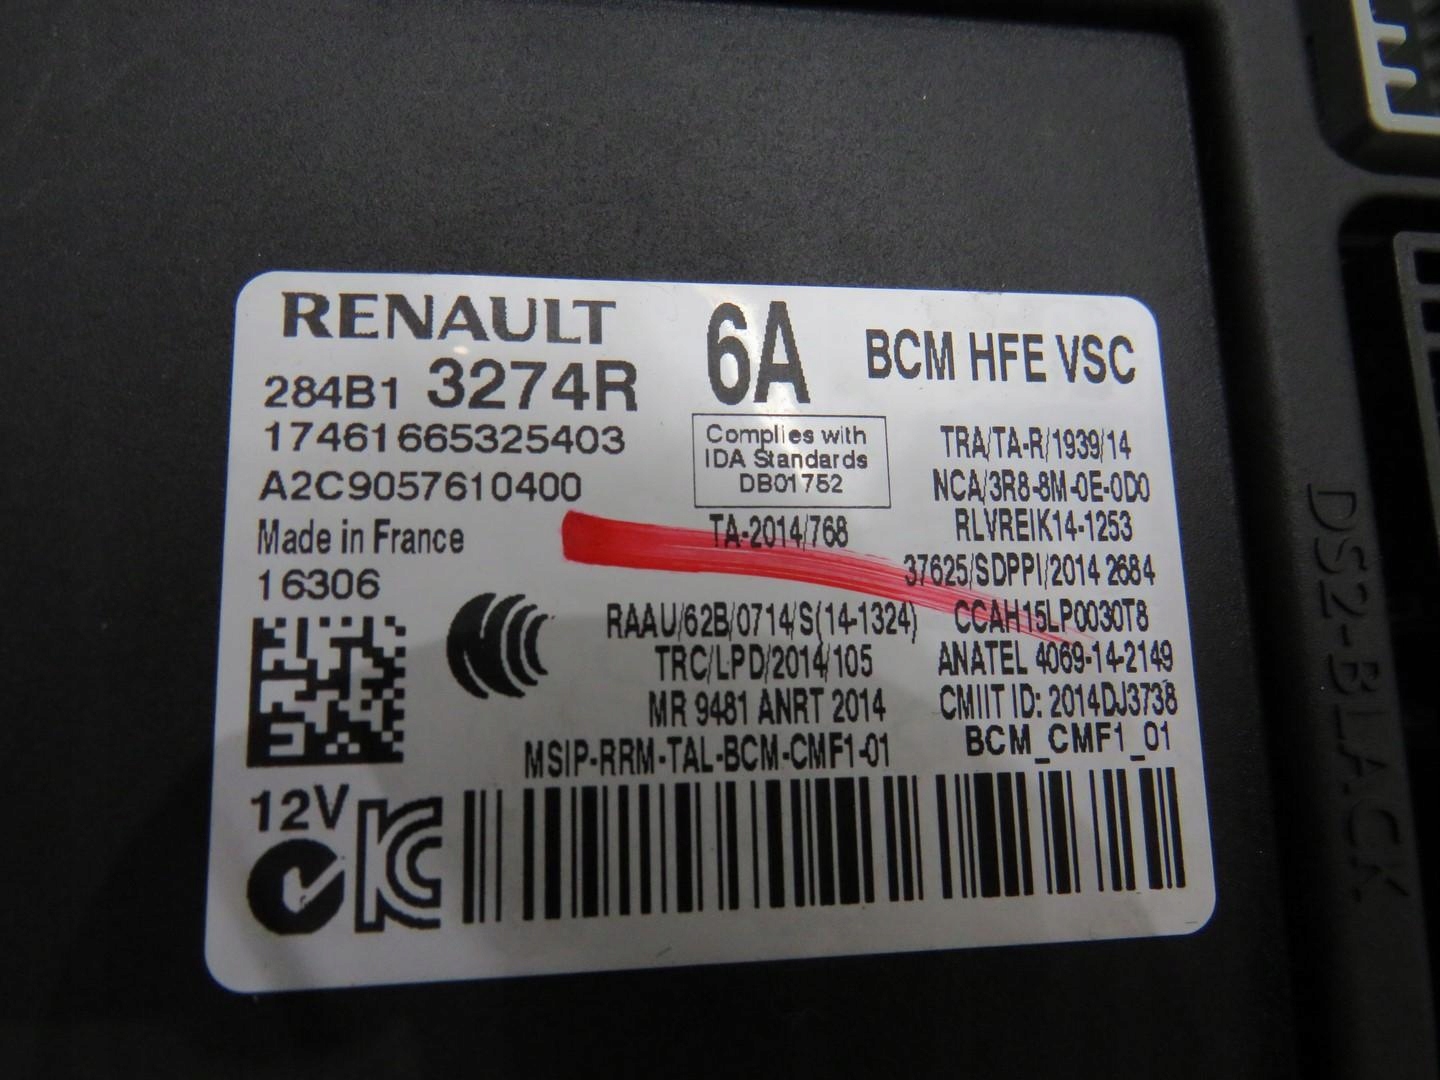 RENAULT
6A
BCM HFE VSC
284B1 3274R
17461665325403
A2C9057610400
Made in France
16306
Complies with
IDA Standards
DB01752
TA-2014/768
TRA/TA-R/1939/14
NCA/3R8-8M-0E-0D0
RLVREIK14-1253
37625/SDPPI/2014 2684
RAAU/62B/0714/S(14-1324)
CCAH15LP0030T8
TRC/LPD/2014/105
ANATEL 4069-14-2149
MR 9481 ANRT 2014
CMIIT ID: 2014DJ3738
MSIP-RRM-TAL-BCM-CMF1-01
BCM_CMF1_01
12V
DS2-BLACK